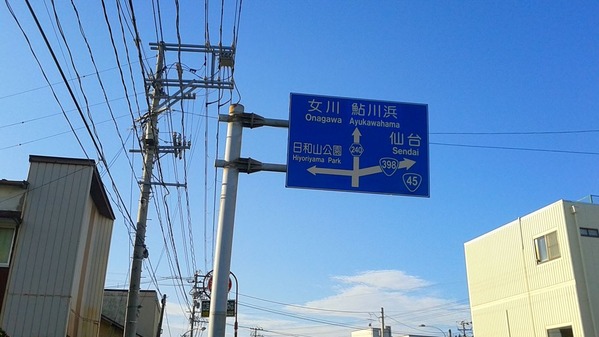 女川 鮎川浜
Onagawa Ayukawahama
仙台
Sendai
日和山公園
Hiyoriyama Park
240
398
45